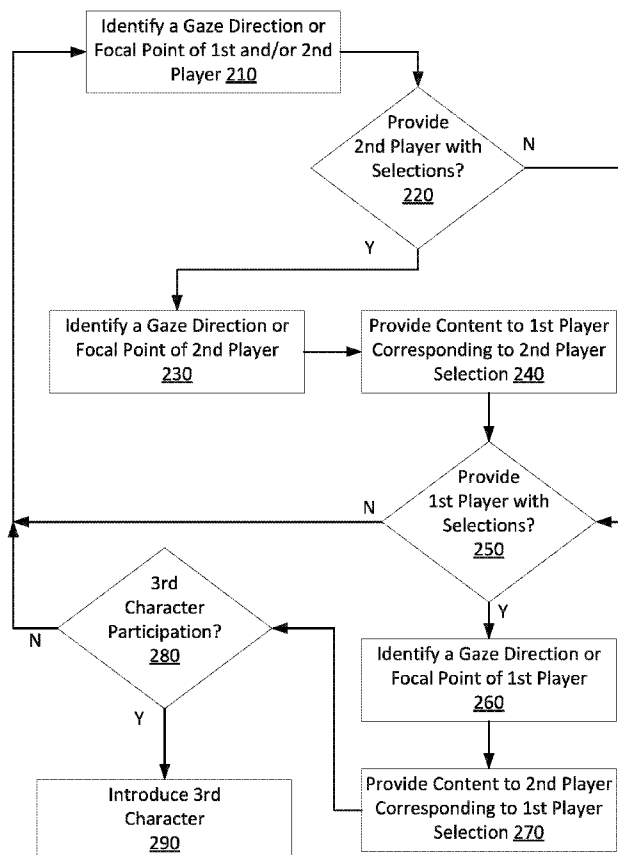 Identify a Gaze Direction or
Focal Point of 1st and/or 2nd
Player 210
Provide
2nd Player with
Selections?
220
N
Y
Identify a Gaze Direction or
Focal Point of 2nd Player
230
Provide Content to 1st Player
Corresponding to 2nd Player
Selection 240
Provide
1st Player with
Selections?
250
N
Y
3rd
Character
Participation?
280
N
Y
Identify a Gaze Direction or
Focal Point of 1st Player
260
Provide Content to 2nd Player
Corresponding to 1st Player
Selection 270
Introduce 3rd
Character
290